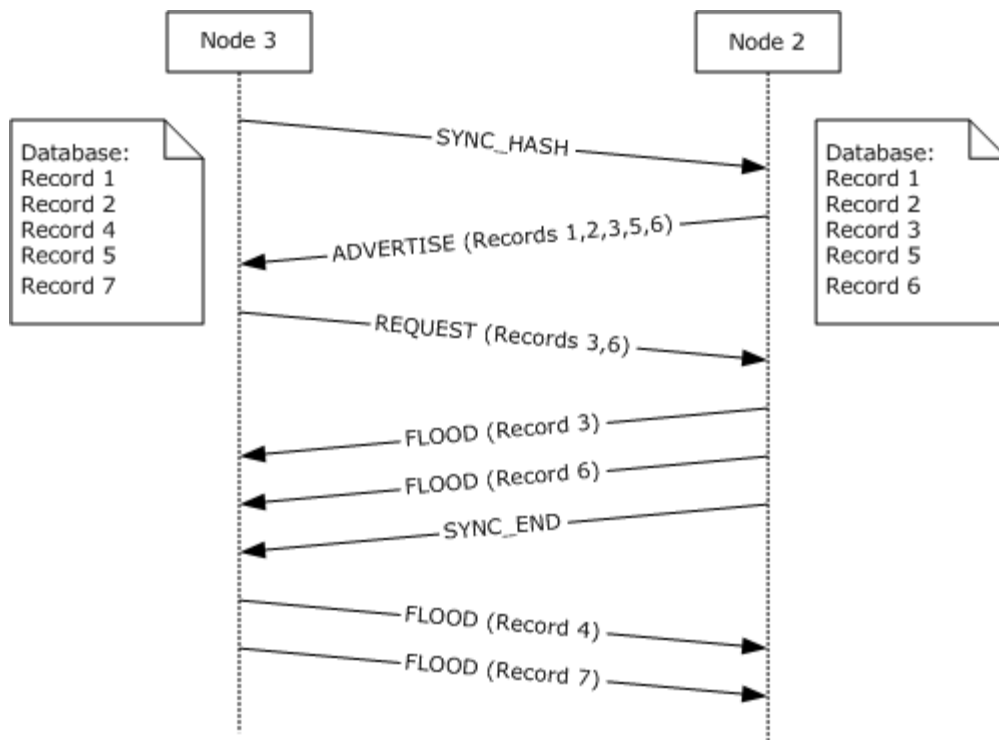 Node 3
Node 2
Database:
Record 1
Record 2
Record 4
Record 5
Record 7
Database:
Record 1
Record 2
Record 3
Record 5
Record 6
SYNC_HASH
ADVERTISE (Records 1,2,3,5,6)
REQUEST (Records 3,6)
FLOOD (Record 3)
FLOOD (Record 6)
SYNC_END
FLOOD (Record 4)
FLOOD (Record 7)